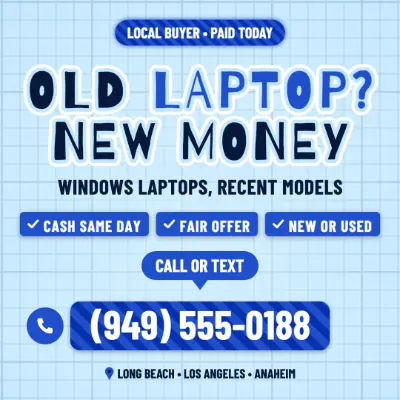 LOCAL BUYER • PAID TODAY
OLD LAPTOP?
NEW MONEY
WINDOWS LAPTOPS, RECENT MODELS
CASH SAME DAY
FAIR OFFER
NEW OR USED
CALL OR TEXT
(949) 555-0188
LONG BEACH • LOS ANGELES • ANAHEIM